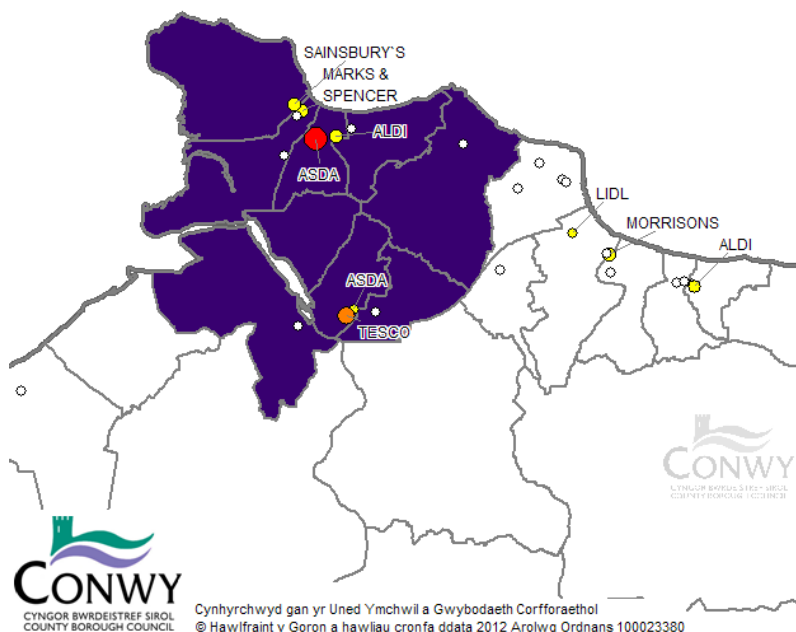 SAINSBURY`S
MARKS &
SPENCER
ALDI
ASDA
LIDL
MORRISONS
ALDI
ASDA
TESCO
CONWY
CYNGOR BWRDEISTREF SIROL
COUNTY BOROUGH COUNCIL
CONWY
CYNGOR BWRDEISTREF SIROL
COUNTY BOROUGH COUNCIL
Cynhyrchwyd gan yr Uned Ymchwil a Gwybodaeth Corfforaethol
© Hawlfraint y Goron a hawliau cronfa ddata 2012 Arolwg Ordnans 100023380